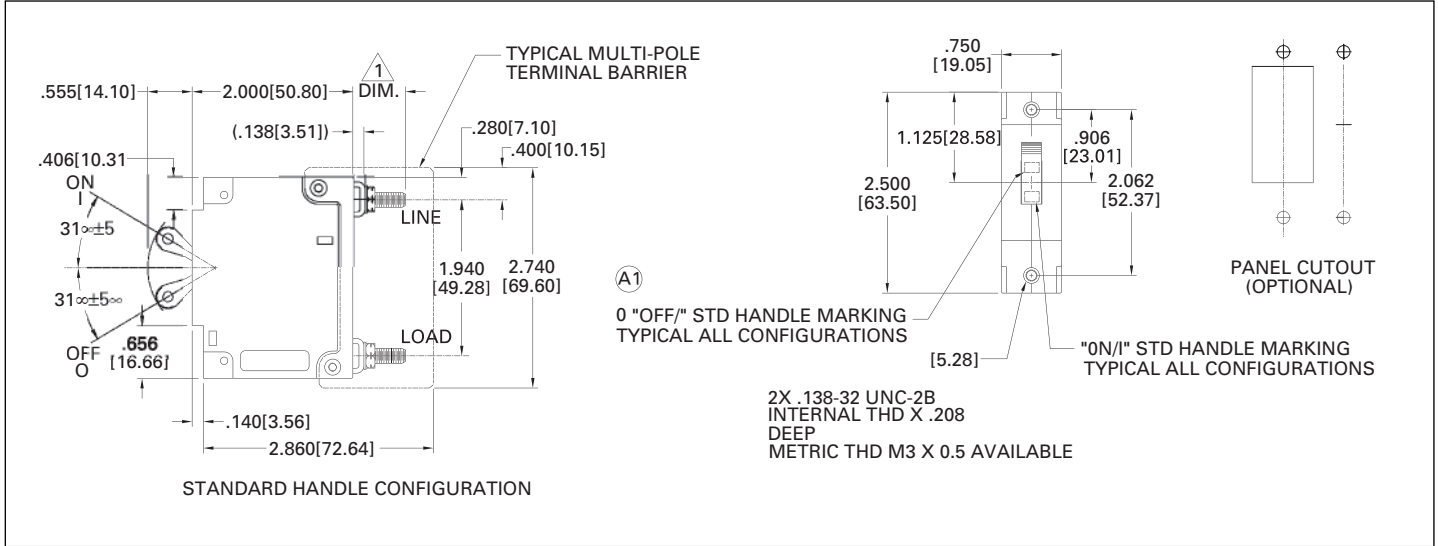 TYPICAL MULTI-POLE
TERMINAL BARRIER
1
DIM.
.555[14.10]
2.000[50.80]
(.138[3.51])
.280[7.10]
.400[10.15]
.406[10.31
ON
I
31∞±5
LINE
1.940
[49.28]
2.740
[69.60]
31∞±5∞
OFF
O
.656
[16.66]
LOAD
.140[3.56]
2.860[72.64]
STANDARD HANDLE CONFIGURATION
.750
[19.05]
1.125[28.58]
.906
[23.01]
2.500
[63.50]
2.062
[52.37]
A1
0 "OFF/" STD HANDLE MARKING
TYPICAL ALL CONFIGURATIONS
[5.28]
"0N/I" STD HANDLE MARKING
TYPICAL ALL CONFIGURATIONS
2X .138-32 UNC-2B
INTERNAL THD X .208
DEEP
METRIC THD M3 X 0.5 AVAILABLE
PANEL CUTOUT
(OPTIONAL)